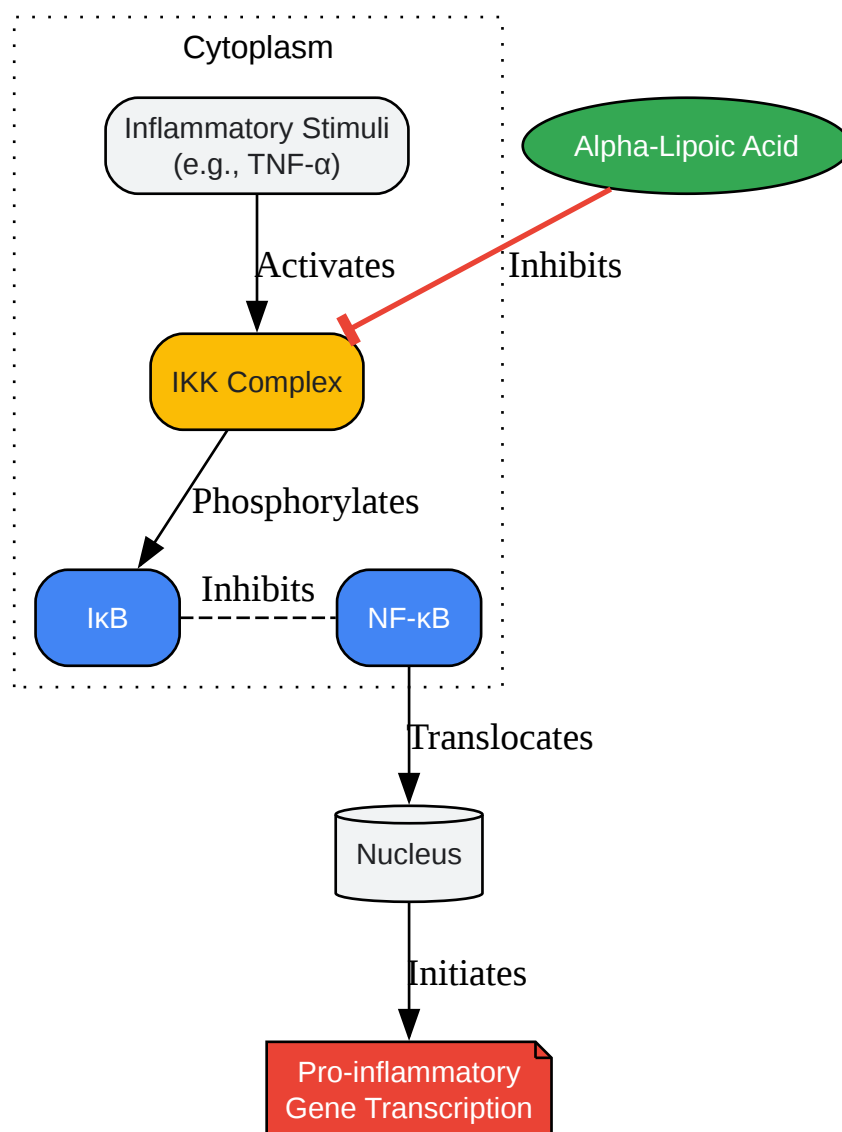 Cytoplasm
Inflammatory Stimuli
(e.g., TNF-α)
Alpha-Lipoic Acid
Activates
Inhibits
IKK Complex
Phosphorylates
IκB
Inhibits
NF-κB
Translocates
Nucleus
Initiates
Pro-inflammatory
Gene Transcription